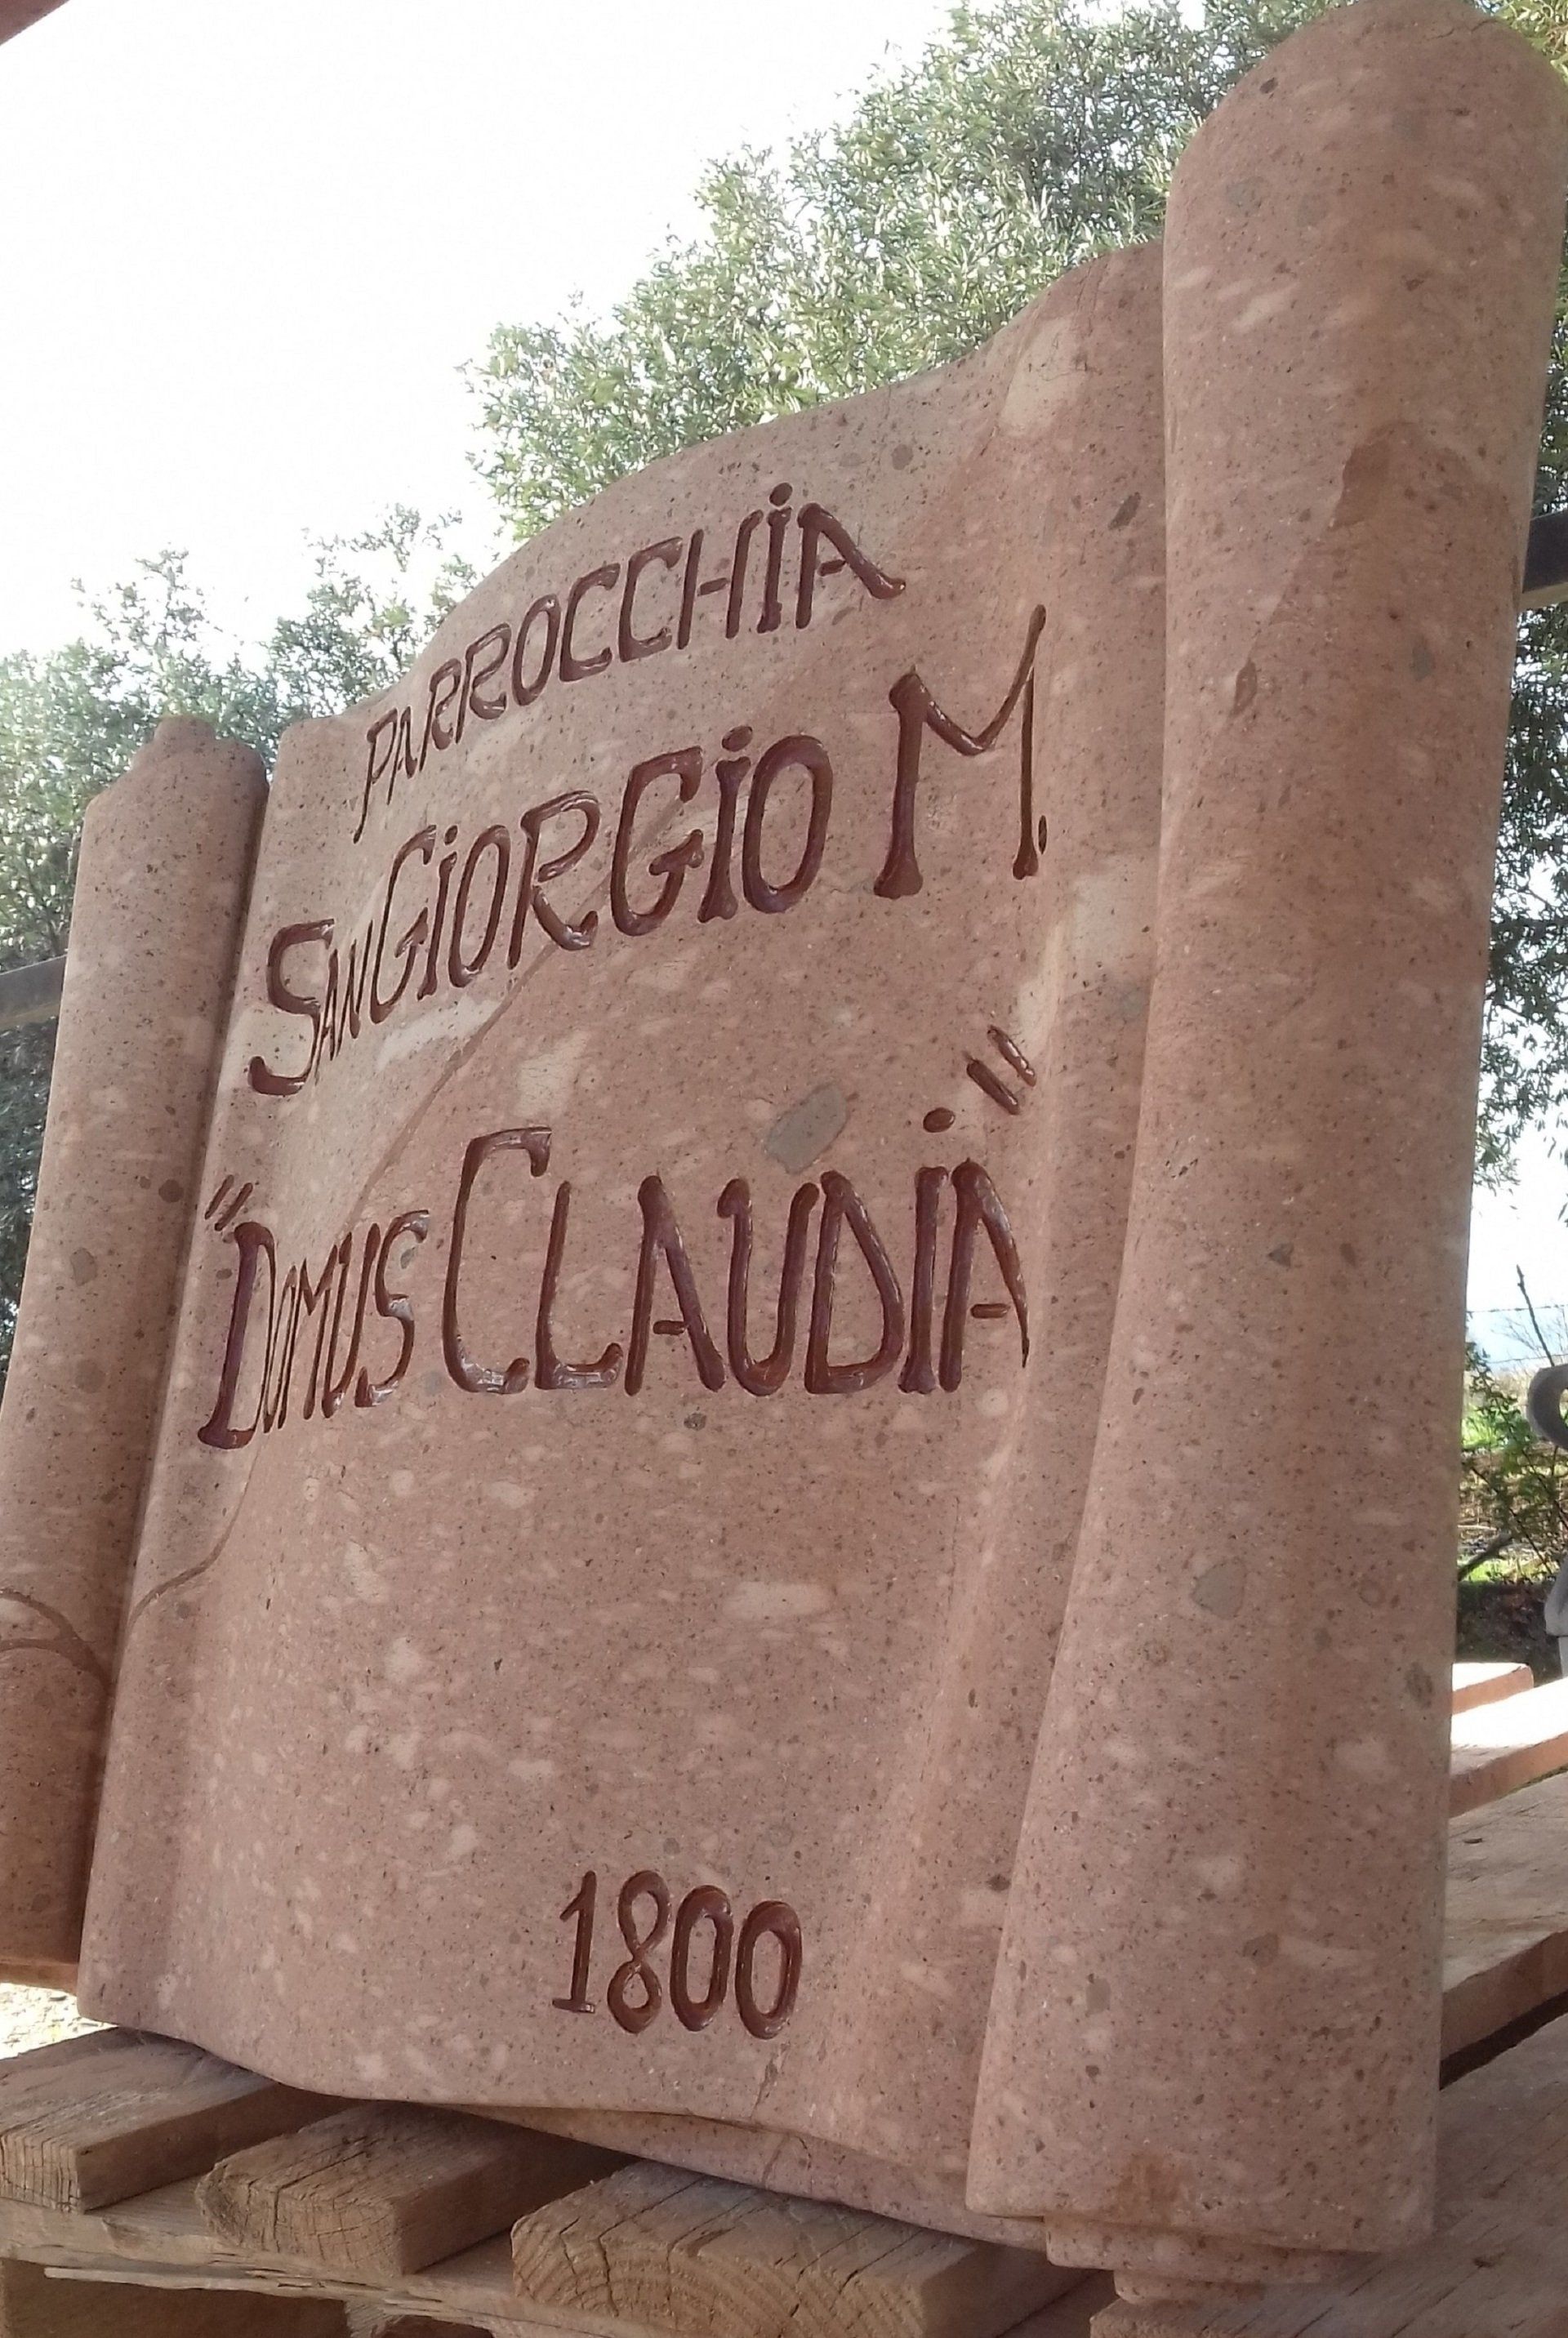 PARROCCHIA
SAN GIORGIO M.
"DOMUS CLAUDIA"
1800